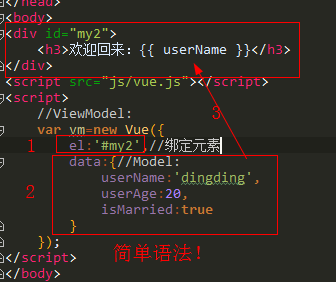 </head>
<body>
<div id="my2">
<h3>欢迎回来：{{ userName }}</h3>
</div>
<script src="js/vue.js"></script>
3
<script>
//ViewModel:
var vm=new Vue({
1
el:'#my2',//绑定元素
data:{//Model:
2
userName:'dingding',
userAge:20,
isMarried:true
}
});
简单语法！
</script>
</body>